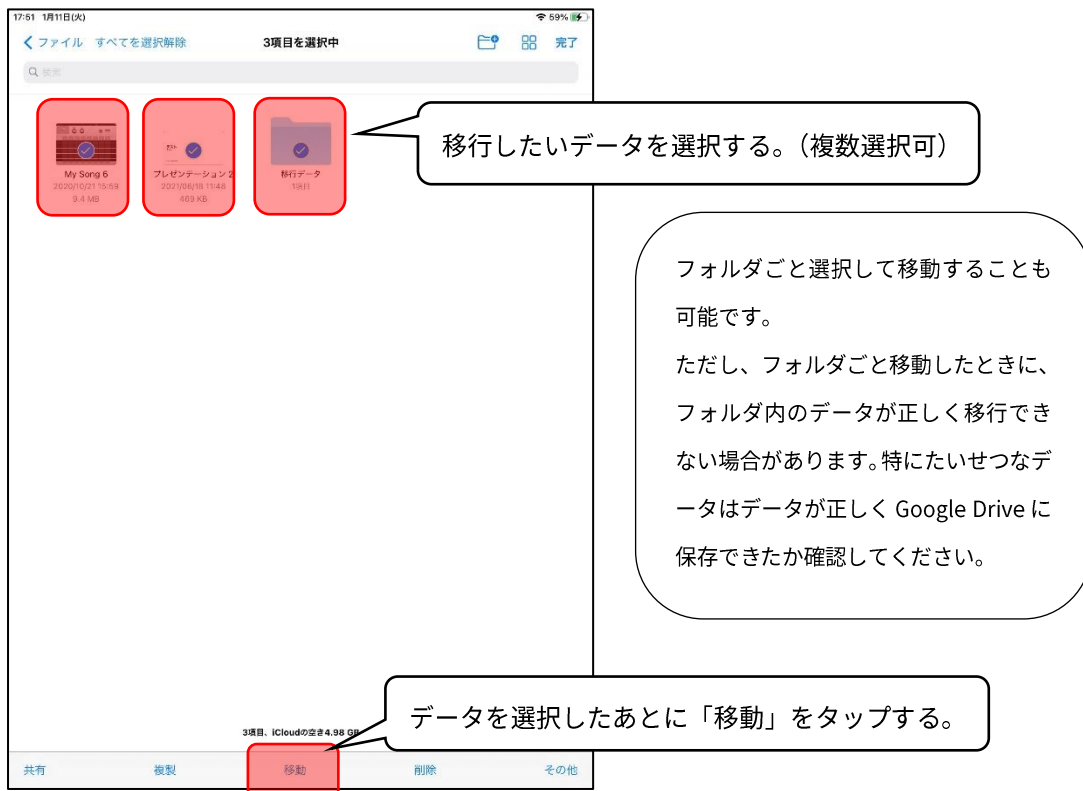 17:51 1月11日(火)
59%
ファイル すべてを選択解除
3項目を選択中
完了
検索
My Song 6
2020/10/21 15:59
9.4 MB
プレゼンテーション 2
2021/06/18 11:48
469 KB
移行データ
1項目
移行したいデータを選択する。（複数選択可）
フォルダごと選択して移動することも
可能です。
ただし、フォルダごと移動したときに、
フォルダ内のデータが正しく移行でき
ない場合があります。特にたいせつなデ
ータはデータが正しく Google Drive に
保存できたか確認してください。
データを選択したあとに「移動」をタップする。
3項目、iCloudの空き4.98 GB
共有
複製
移動
削除
その他